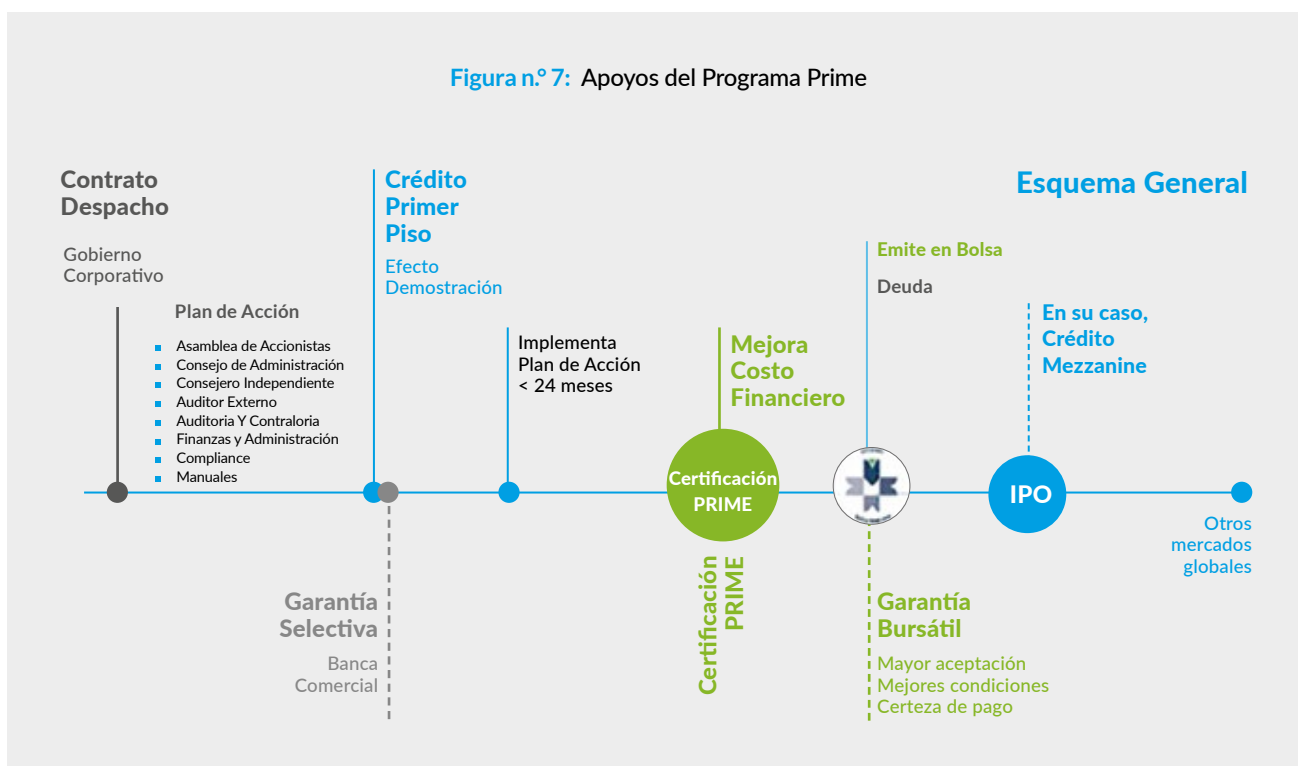 Figura n.° 7: Apoyos del Programa Prime
Contrato
Despacho
Gobierno
Corporativo
Plan de Acción
Asamblea de Accionistas
Consejo de Administración
Consejero Independiente
Auditor Externo
Auditoria Y Contraloria
Finanzas y Administración
Compliance
Manuales
Crédito
Primer
Piso
Efecto
Demostración
Garantía
Selectiva
Banca
Comercial
Implementa
Plan de Acción
< 24 meses
Mejora
Costo
Financiero
Certificación
PRIME
Certificación
PRIME
Esquema General
Emite en Bolsa
Deuda
Garantía
Bursátil
Mayor aceptación
Mejores condiciones
Certeza de pago
En su caso,
Crédito
Mezzanine
IPO
Otros
mercados
globales